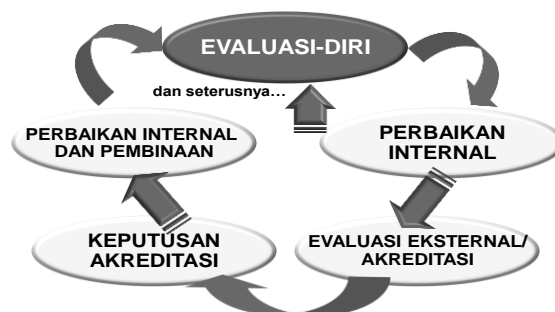 EVALUASI-DIRI
dan seterusnya...
PERBAIKAN
INTERNAL
EVALUASI EKSTERNAL/
AKREDITASI
KEPUTUSAN
AKREDITASI
PERBAIKAN INTERNAL
DAN PEMBINAAN